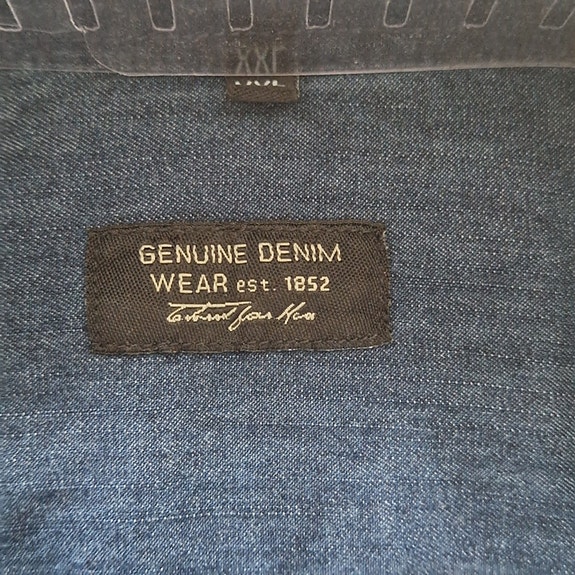 XXL
GENUINE DENIM
WEAR est. 1852